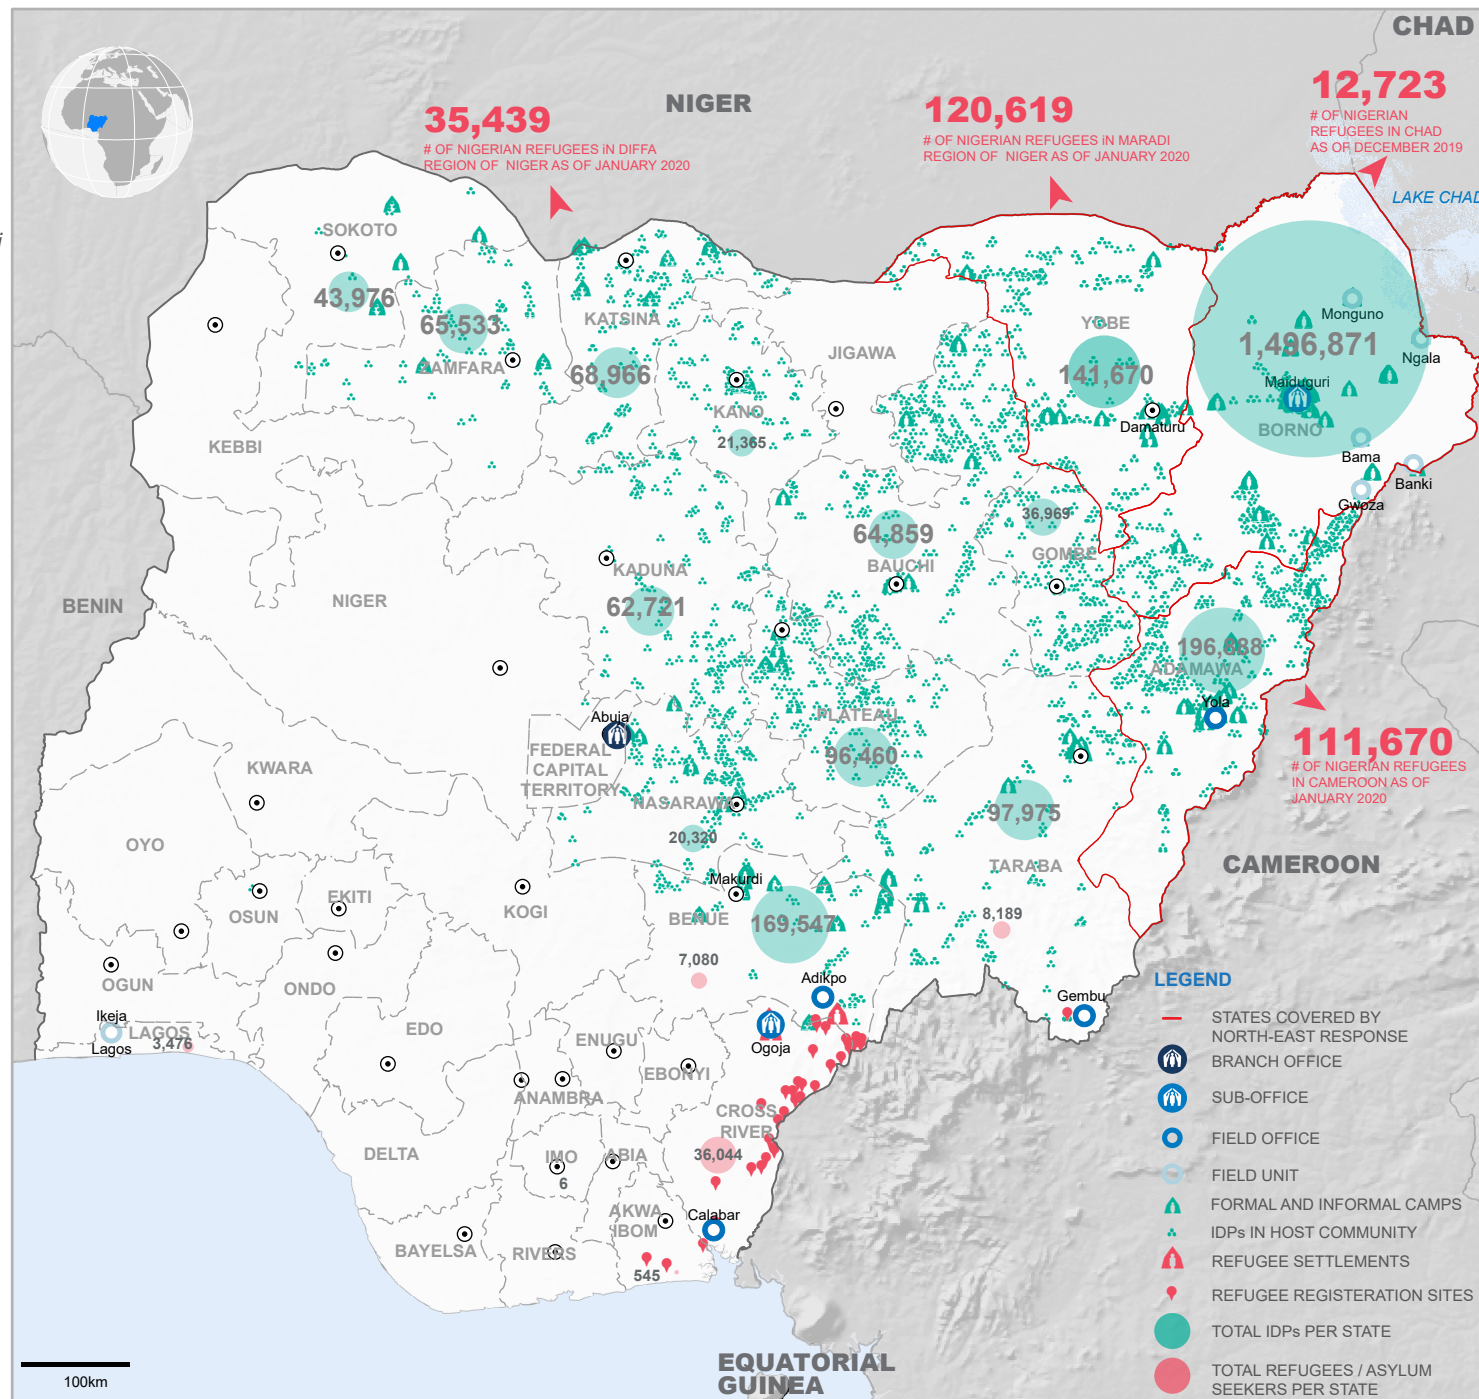 CHAD
NIGER
35,439
# OF NIGERIAN REFUGEES iN DIFFA
REGION OF NIGER AS OF JANUARY 2020
120,619
# OF NIGERIAN REFUGEES iN MARADI
REGION OF NIGER AS OF JANUARY 2020
12,723
# OF NIGERIAN
REFUGEES IN CHAD
AS OF DECEMBER 2019
LAKE CHAD
SOKOTO
43,976
65,533
ZAMFARA
KATSINA
68,966
KANO
21,365
JIGAWA
YOBE
141,670
Damaturu
Monguno
1,496,871
Ngala
Maiduguri
BORNO
Bama
Banki
Gwoza
KEBBI
64,859
BAUCHI
36,969
GOMBE
KADUNA
62,721
BENIN
NIGER
196,688
ADAMAWA
Yola
111,670
# OF NIGERIAN REFUGEES
IN CAMEROON AS OF
JANUARY 2020
Abuja
FEDERAL
CAPITAL
TERRITORY
PLATEAU
96,460
NASARAWA
20,320
97,975
TARABA
8,189
CAMEROON
KWARA
OYO
OSUN
EKITI
KOGI
Makurdi
BENUE
169,547
7,080
Adikpo
Gembu
OGUN
ONDO
Ikeja
LAGOS
3,476
Lagos
EDO
ENUGU
Ogoja
EBONYI
ANAMBRA
CROSS
RIVER
36,044
DELTA
IMO
6
ABIA
AKWA
IBOM
Calabar
BAYELSA
RIVERS
545
EQUATORIAL
GUINEA
100km
LEGEND
STATES COVERED BY
NORTH-EAST RESPONSE
BRANCH OFFICE
SUB-OFFICE
FIELD OFFICE
FIELD UNIT
FORMAL AND INFORMAL CAMPS
IDPs IN HOST COMMUNITY
REFUGEE SETTLEMENTS
REFUGEE REGISTERATION SITES
TOTAL IDPs PER STATE
TOTAL REFUGEES / ASYLUM
SEEKERS PER STATE